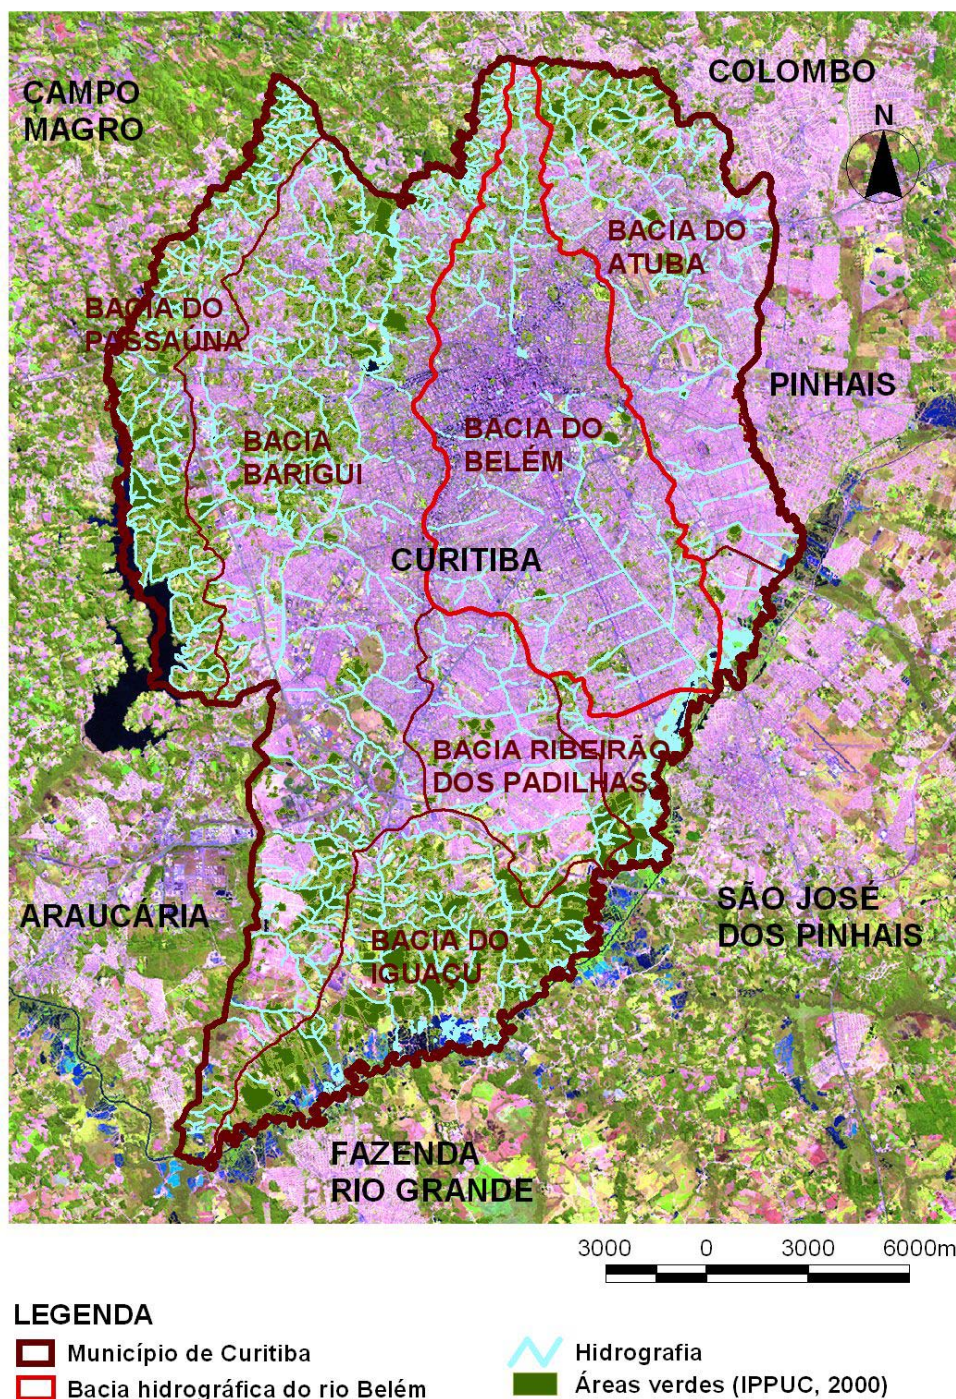 CAMPO
MAGRO
COLOMBO
N
BACIA DO
ATUBA
BACIA DO
PASSAÚNA
PINHAIS
BACIA
BARIGUI
BACIA DO
BELÉM
CURITIBA
BACIA RIBEIRÃO
DOS PADILHAS
ARAUCÁRIA
SÃO JOSÉ
DOS PINHAIS
BACIA DO
IGUAÇÚ
FAZENDA
RIO GRANDE
3000 0 3000 6000m
LEGENDA
Município de Curitiba
Hidrografia
Bacia hidrográfica do rio Belém
Áreas verdes (IPPUC, 2000)